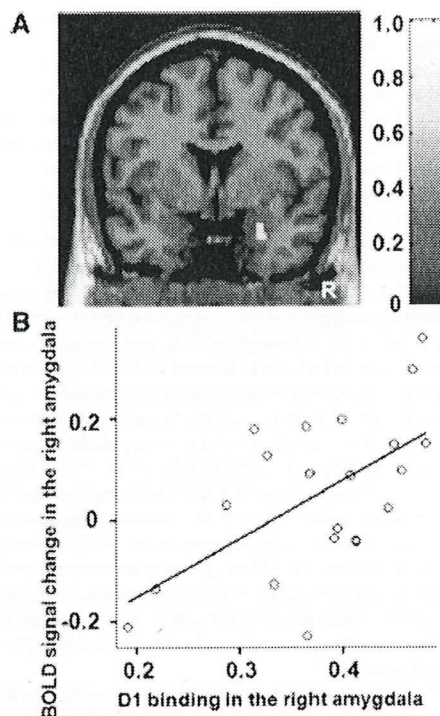 A
1.0
0.8
0.6
0.4
0.2
0
R
B
BOLD signal change in the right amygdala
0.2
0
-0.2
0.2
0.3
0.4
D1 binding in the right amygdala